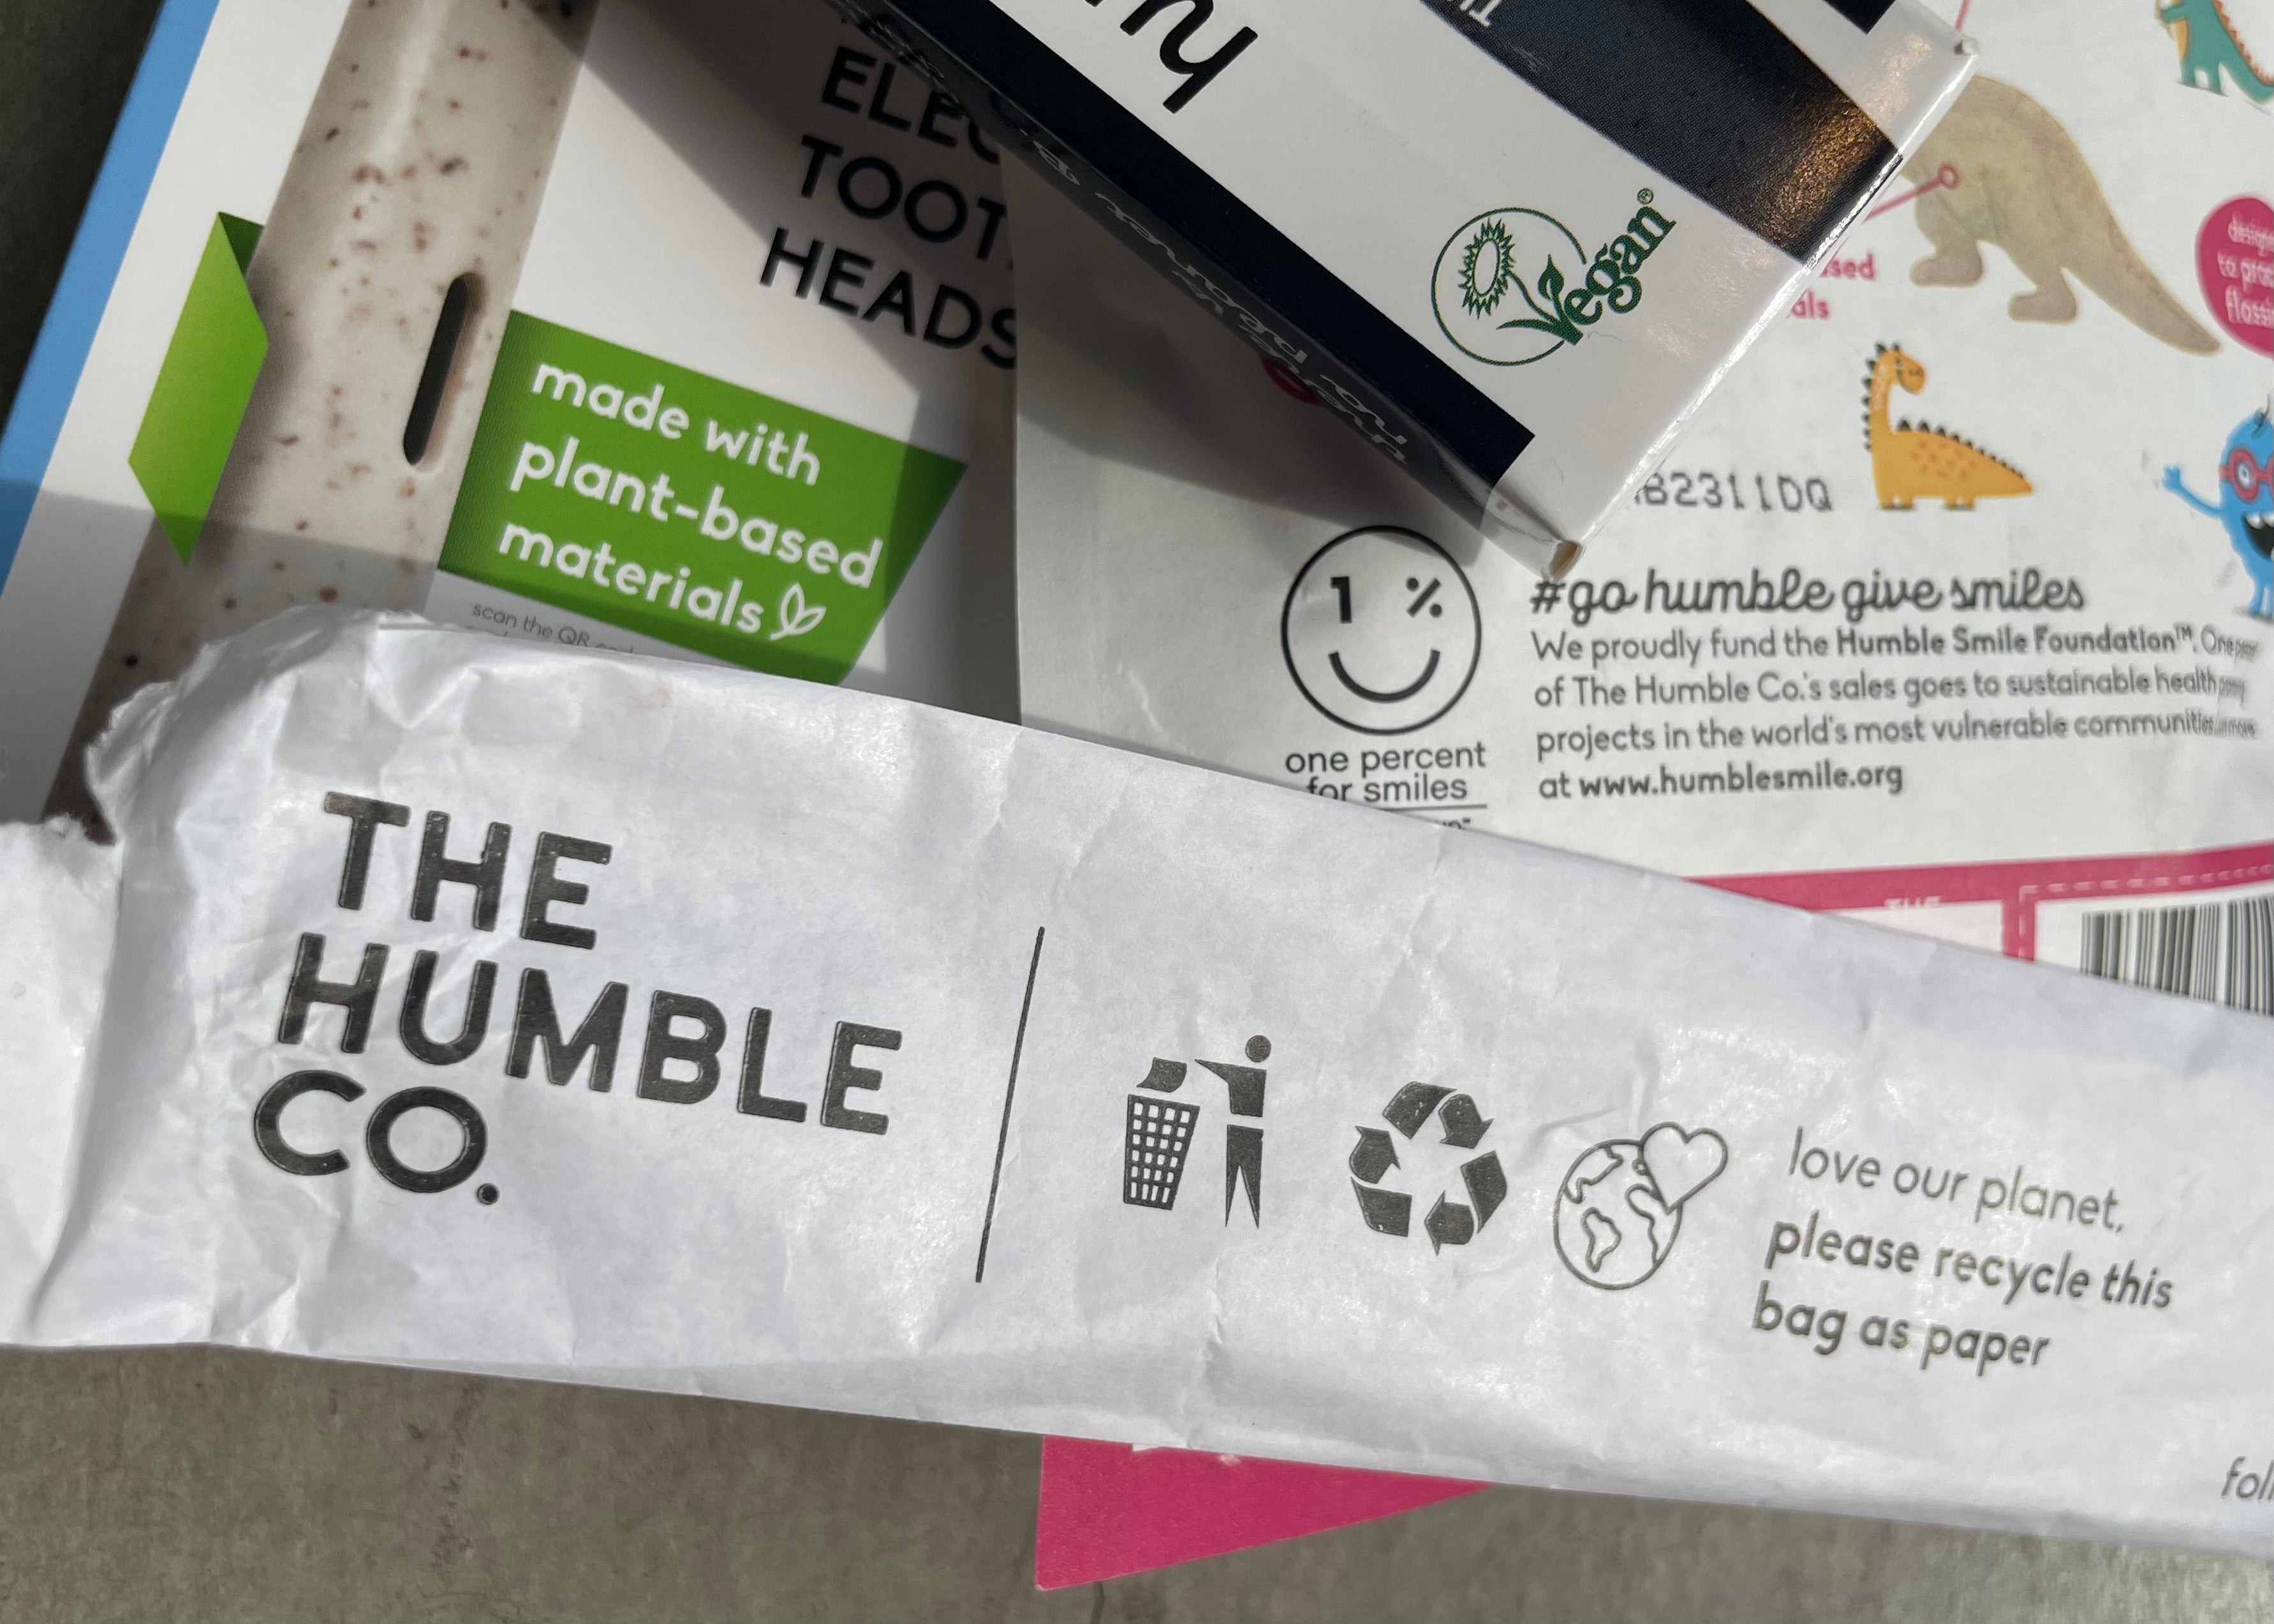 ELEC
TOOT
HEADS
made with
plant-based
materials
scan the QR
Vegan®
B2311DQ
1 %
one percent
for smiles
#go humble give smiles
We proudly fund the Humble Smile Foundation™. One
of The Humble Co.'s sales goes to sustainable health
projects in the world's most vulnerable communities
at www.humblesmile.org
THE
HUMBLE
CO.
love our planet,
please recycle this
bag as paper